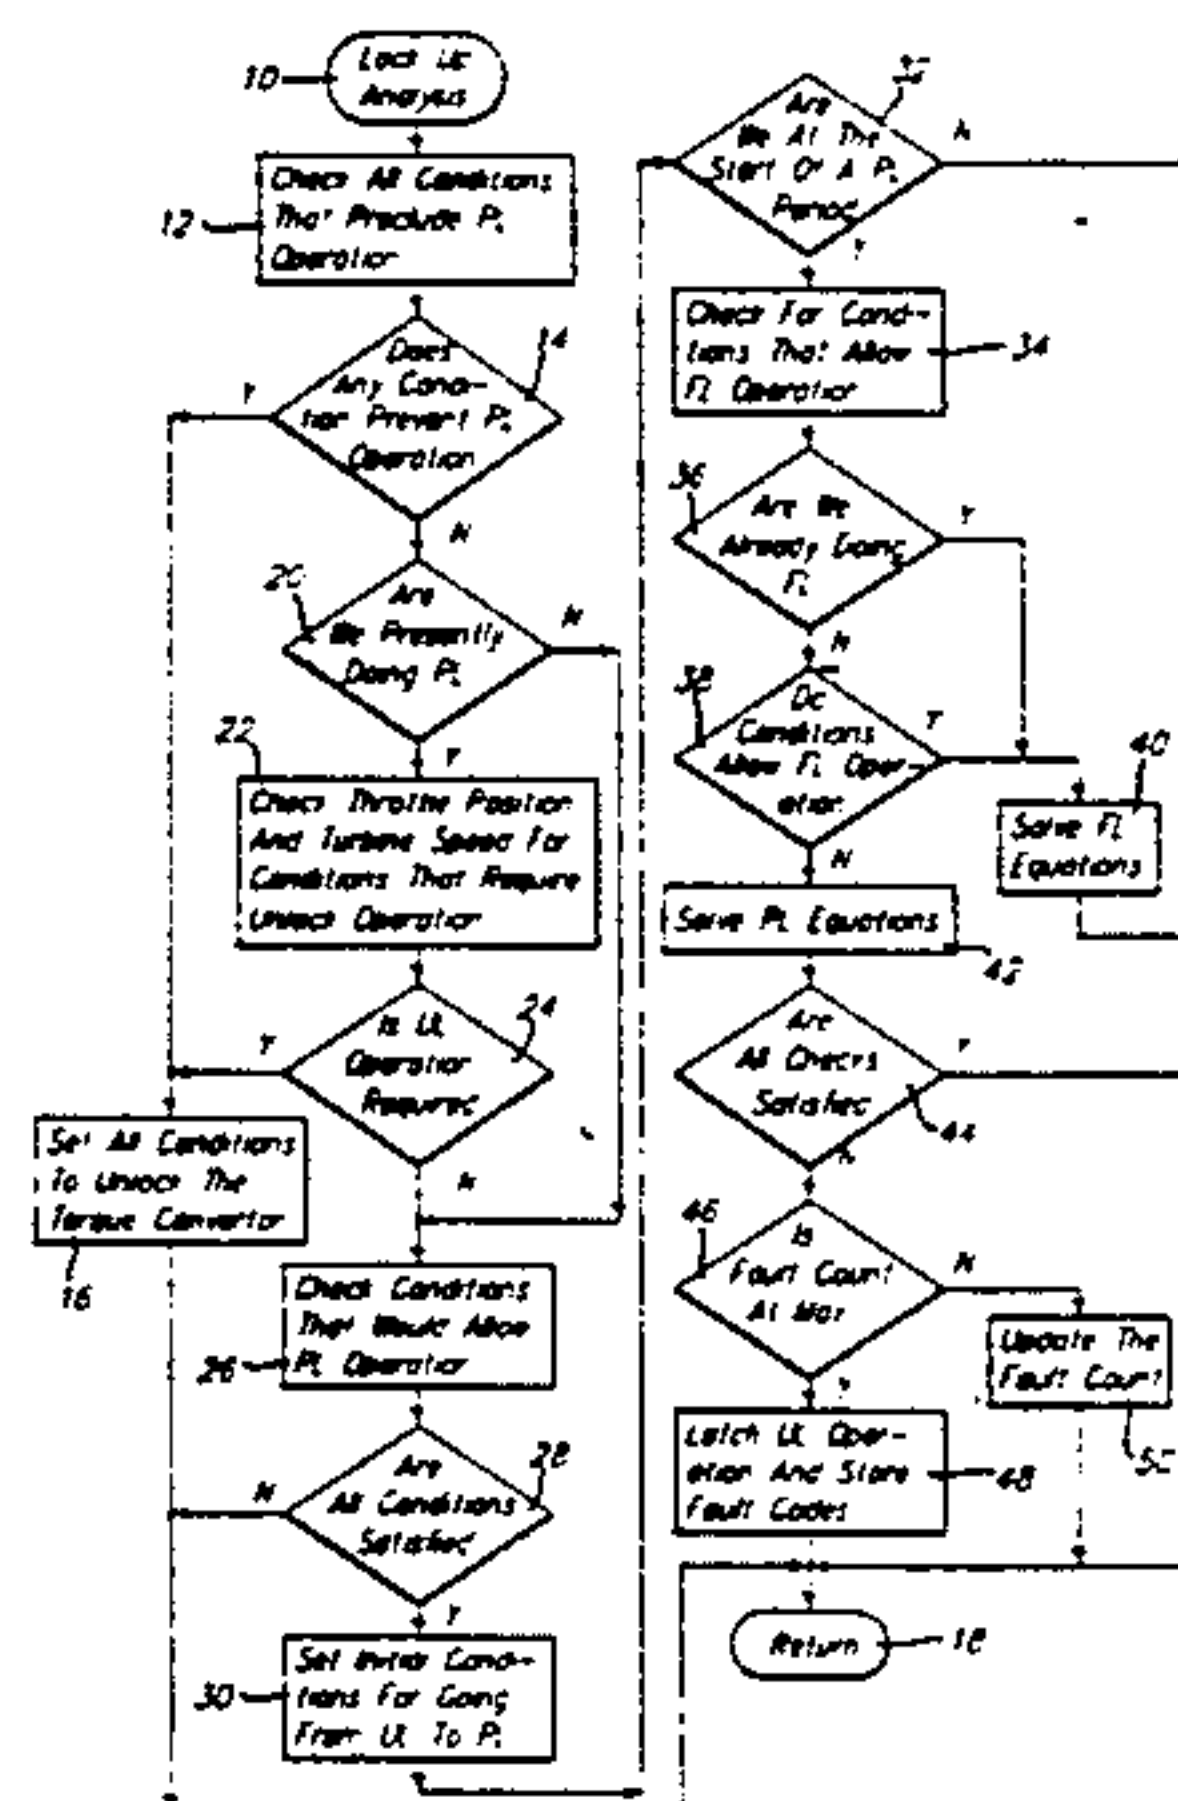 10
Lock Up
Analysis
12
Check All Conditions
That Preclude PL
Operation
14
Does
Any Condi-
tion Prevent PL
Operation
Y
N
20
Are
We Presently
Doing PL
N
Y
22
Check Throttle Position
And Turbine Speed For
Conditions That Require
Unlock Operation
24
Is UL
Operation
Required
Y
N
Set All Conditions
To Unlock The
Torque Convertor
16
Check Conditions
That Would Allow
PL Operation
26
28
Are
All Conditions
Satisfied
N
Y
Set Initial Condi-
tions For Going
From UL To PL
30
32
Are
We At The
Start Of A PL
Period
N
Y
Check For Condi-
tions That Allow
FL Operation
34
36
Are We
Already Doing
FL
Y
N
38
Do
Conditions
Allow FL Oper-
ation
Y
N
40
Solve FL
Equations
Solve PL Equations
42
Are
All Checks
Satisfied
Y
44
N
46
Is
Fault Count
At Max
N
Y
Update The
Fault Count
50
Latch UL Oper-
ation And Store
Fault Codes
48
Return
18